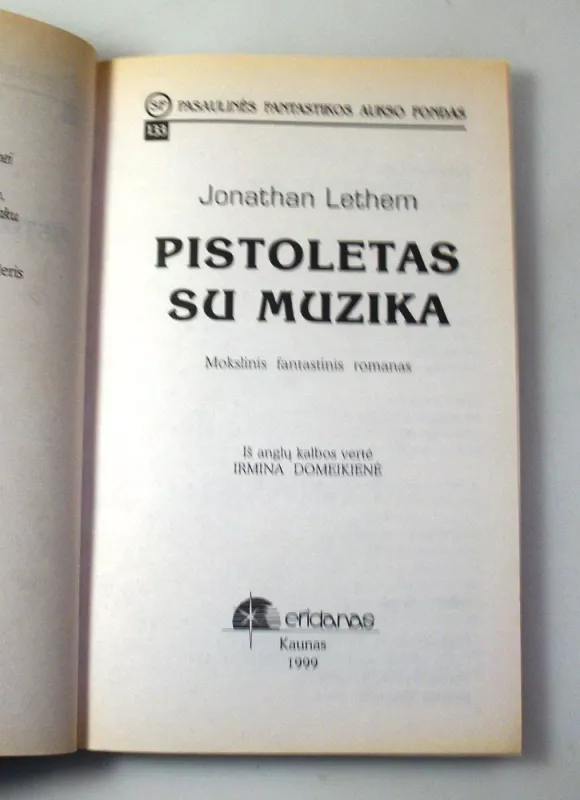 SF PASAULINĖS FANTASTIKOS AUKSO FONDAS
133
Jonathan Lethem
PISTOLETAS
SU MUZIKA
Mokslinis fantastinis romanas
Iš anglų kalbos vertė
IRMINA DOMEIKIENĖ
eridanas
Kaunas
1999